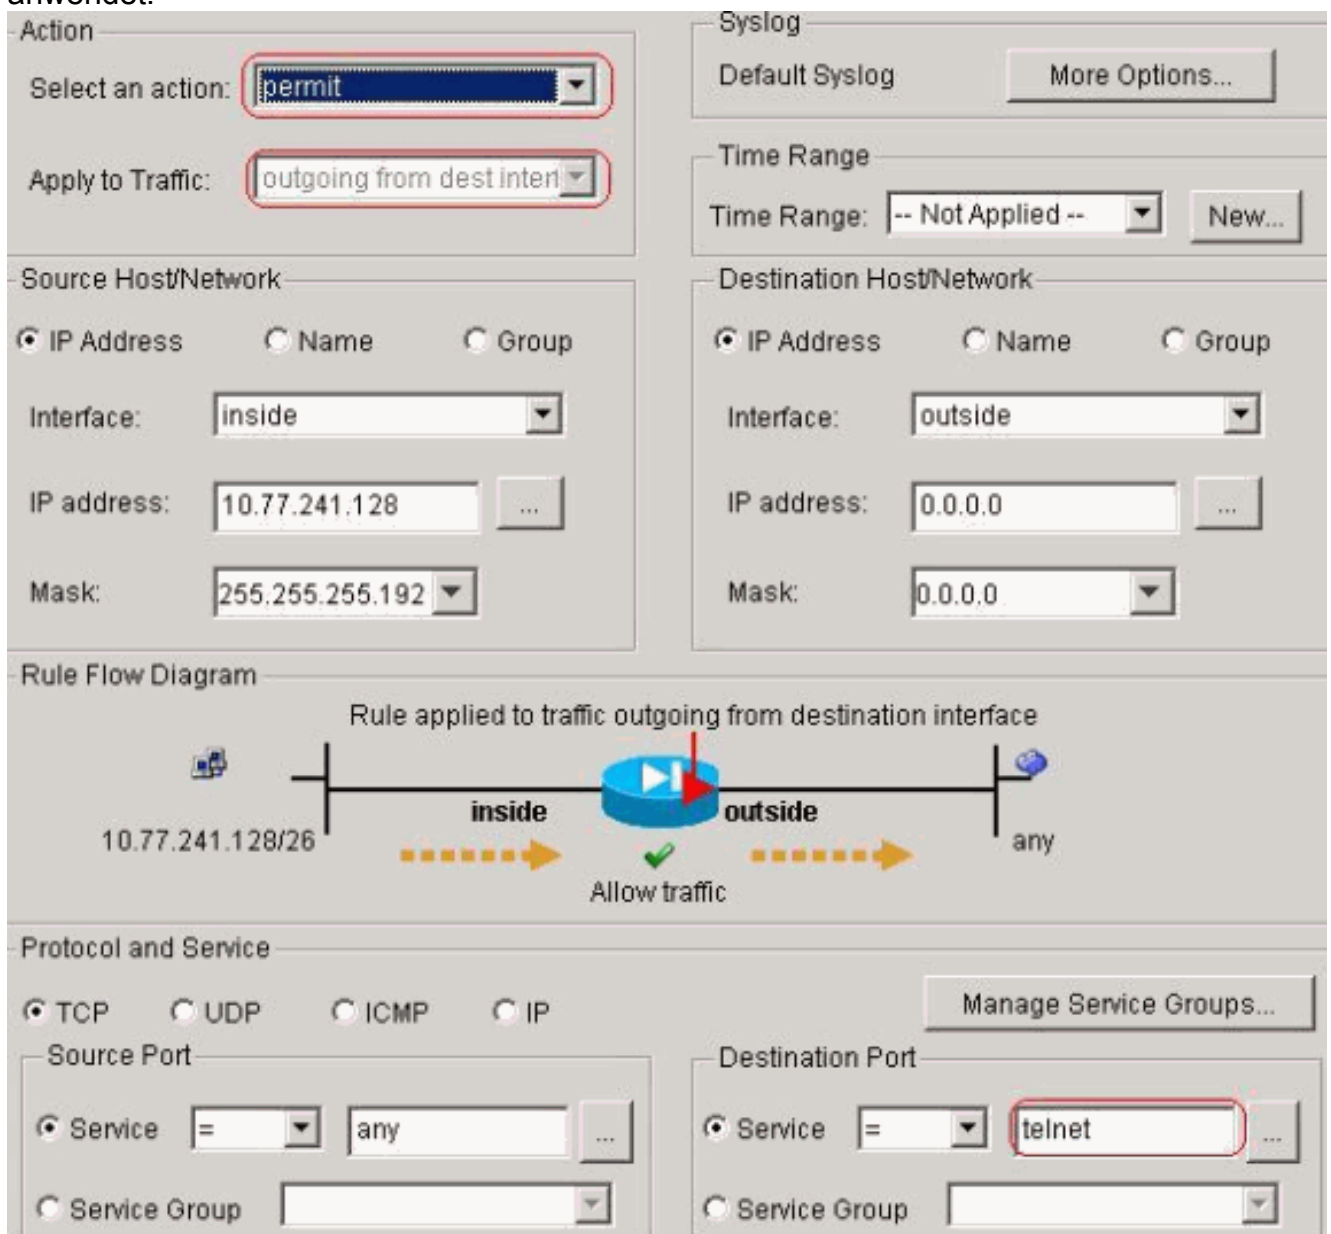 anwendet.
Action
Select an action: permit
Apply to Traffic: outgoing from dest interf
Syslog
Default Syslog More Options...
Time Range
Time Range: -- Not Applied -- New...
Source Host/Network
IP Address Name Group
Interface: inside
IP address: 10.77.241.128 ...
Mask: 255.255.255.192
Destination Host/Network
IP Address Name Group
Interface: outside
IP address: 0.0.0.0 ...
Mask: 0.0.0.0
Rule Flow Diagram
Rule applied to traffic outgoing from destination interface
inside outside
10.77.241.128/26 any
Allow traffic
Protocol and Service
TCP UDP ICMP IP
Manage Service Groups...
Source Port
Service = any ...
Service Group
Destination Port
Service = telnet ...
Service Group